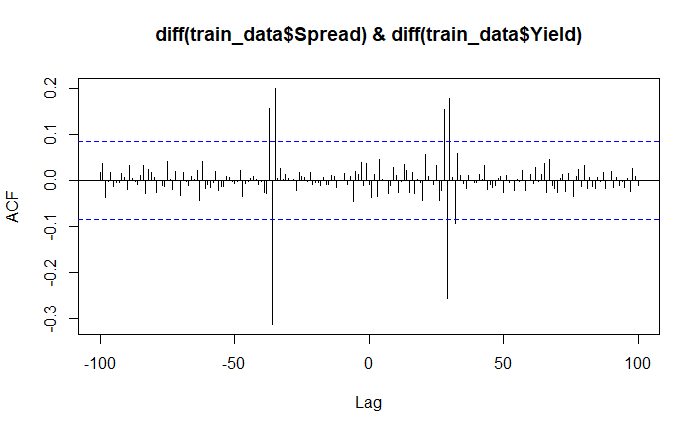 diff(train_data$Spread) & diff(train_data$Yield)
0.2
0.1
0.0
-0.1
-0.2
-0.3
ACF
-100 -50 0 50 100
Lag